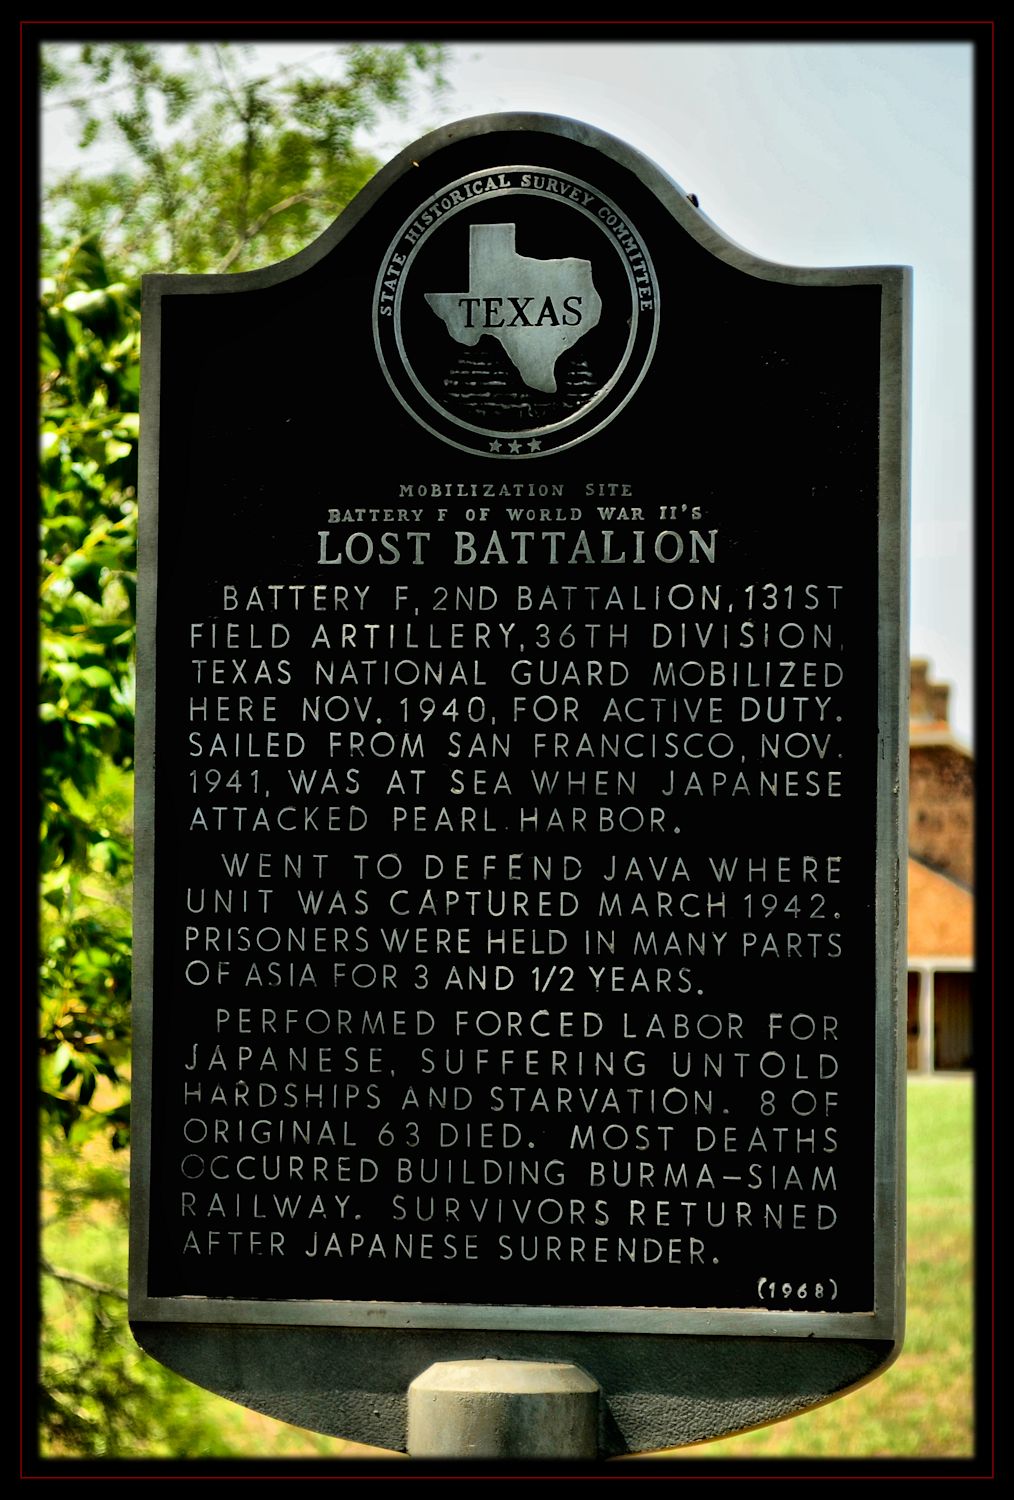 STATE HISTORICAL SURVEY COMMITTEE
TEXAS
MOBILIZATION SITE
BATTERY F OF WORLD WAR II'S
LOST BATTALION
BATTERY F, 2ND BATTALION, 131ST
FIELD ARTILLERY, 36TH DIVISION,
TEXAS NATIONAL GUARD MOBILIZED
HERE NOV. 1940, FOR ACTIVE DUTY.
SAILED FROM SAN FRANCISCO, NOV.
1941, WAS AT SEA WHEN JAPANESE
ATTACKED PEARL HARBOR.
WENT TO DEFEND JAVA WHERE
UNIT WAS CAPTURED MARCH 1942.
PRISONERS WERE HELD IN MANY PARTS
OF ASIA FOR 3 AND 1/2 YEARS.
PERFORMED FORCED LABOR FOR
JAPANESE, SUFFERING UNTOLD
HARDSHIPS AND STARVATION. 8 OF
ORIGINAL 63 DIED. MOST DEATHS
OCCURRED BUILDING BURMA-SIAM
RAILWAY. SURVIVORS RETURNED
AFTER JAPANESE SURRENDER.
(1968)